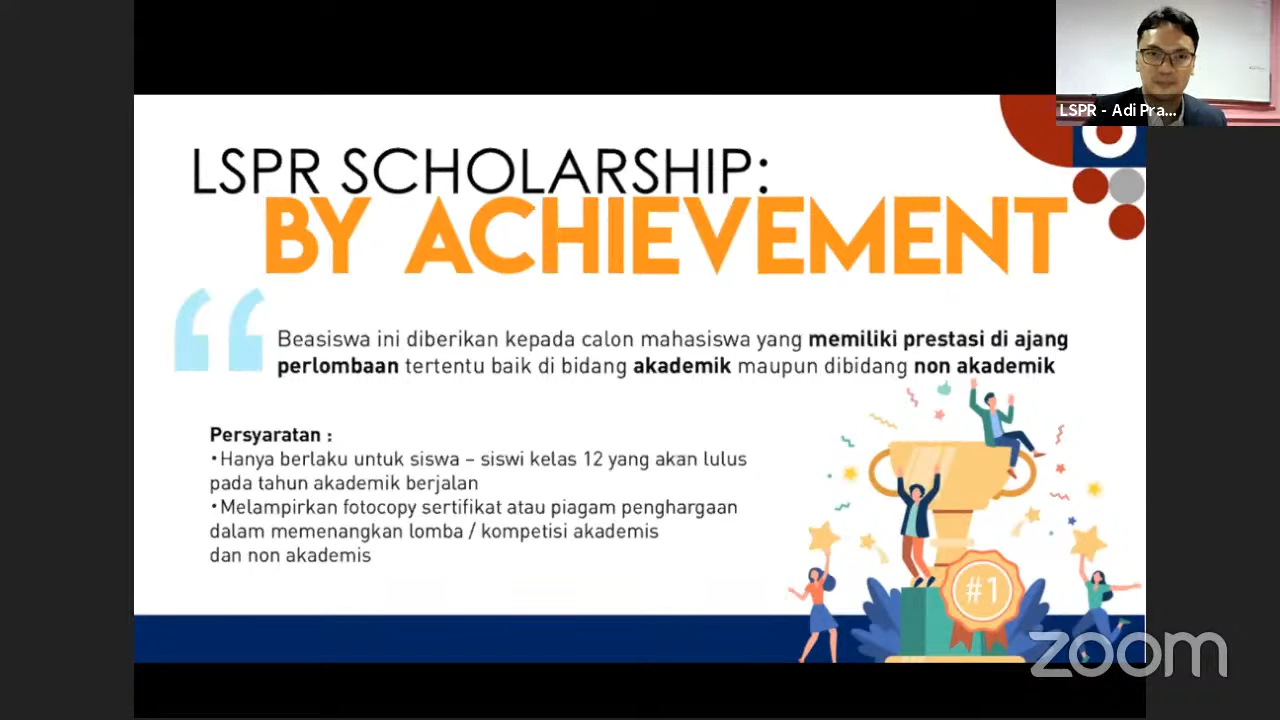 LSPR - Adi Pra...
LSPR SCHOLARSHIP:
BY ACHIEVEMENT
Beasiswa ini diberikan kepada calon mahasiswa yang memiliki prestasi di ajang
perlombaan tertentu baik di bidang akademik maupun dibidang non akademik
Persyaratan :
•Hanya berlaku untuk siswa – siswi kelas 12 yang akan lulus
pada tahun akademik berjalan
•Melampirkan fotocopy sertifikat atau piagam penghargaan
dalam memenangkan lomba / kompetisi akademis
dan non akademis
#1
zoom